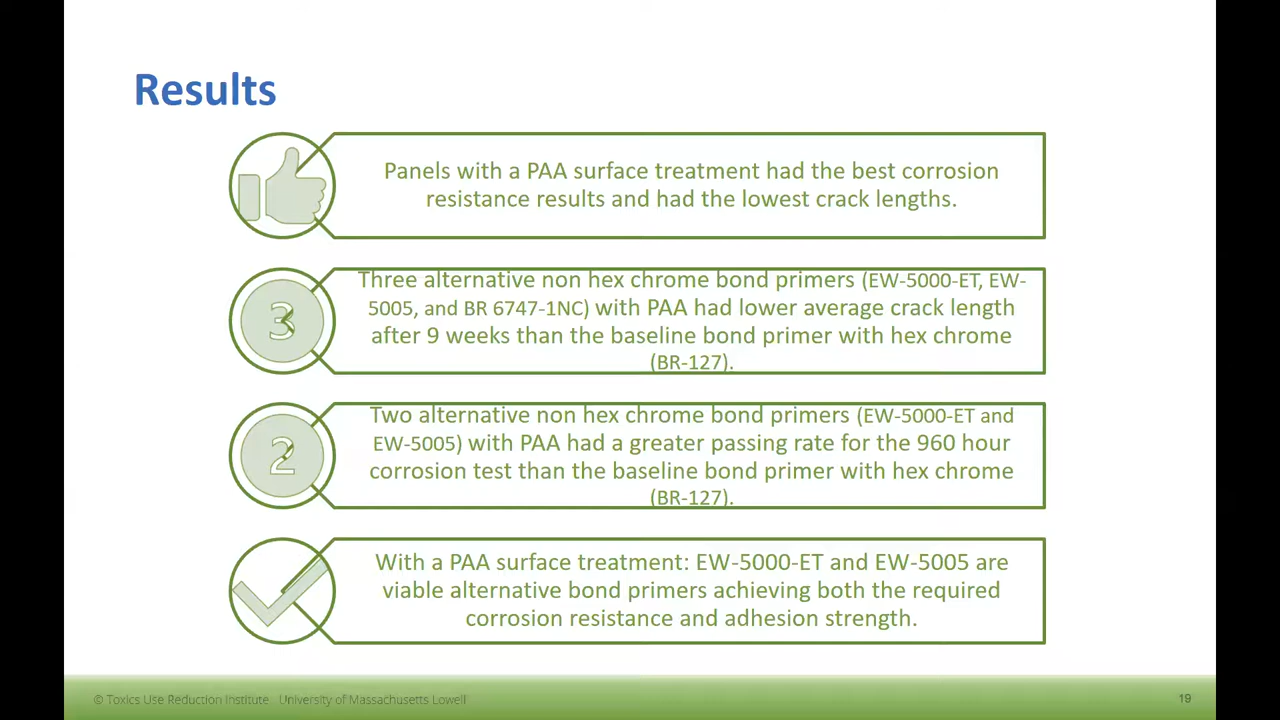 Results
Panels with a PAA surface treatment had the best corrosion
resistance results and had the lowest crack lengths.
3
Three alternative non hex chrome bond primers (EW-5000-ET, EW-
5005, and BR 6747-1NC) with PAA had lower average crack length
after 9 weeks than the baseline bond primer with hex chrome
(BR-127).
2
Two alternative non hex chrome bond primers (EW-5000-ET and
EW-5005) with PAA had a greater passing rate for the 960 hour
corrosion test than the baseline bond primer with hex chrome
(BR-127).
With a PAA surface treatment: EW-5000-ET and EW-5005 are
viable alternative bond primers achieving both the required
corrosion resistance and adhesion strength.
© Toxics Use Reduction Institute University of Massachusetts Lowell
19